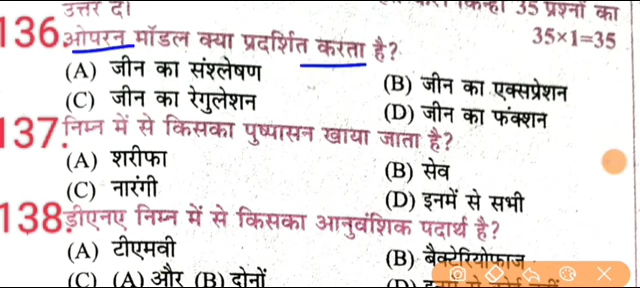 उत्तर दें। किन्हीं 35 प्रश्नों का
35×1=35
136. ओपरन मॉडल क्या प्रदर्शित करता है?
(A) जीन का संश्लेषण (B) जीन का एक्सप्रेशन
(C) जीन का रेगुलेशन (D) जीन का फंक्शन
137. निम्न में से किसका पुष्पासन खाया जाता है?
(A) शरीफा (B) सेव
(C) नारंगी (D) इनमें से सभी
138. डीएनए निम्न में से किसका आनुवंशिक पदार्थ है?
(A) टीएमवी (B) बैक्टेरियोफाज
(C) (A) और (B) दोनों